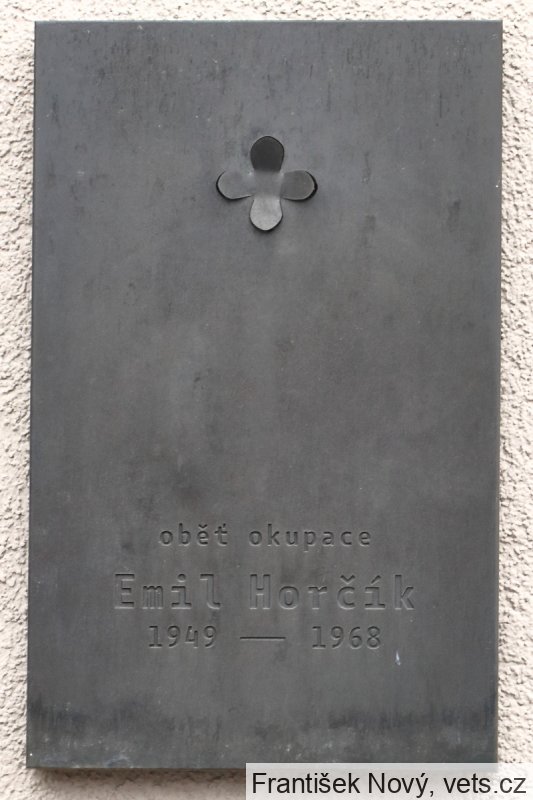 oběť okupace
Emil Horčík
1949 — 1968
František Nový, vets.cz